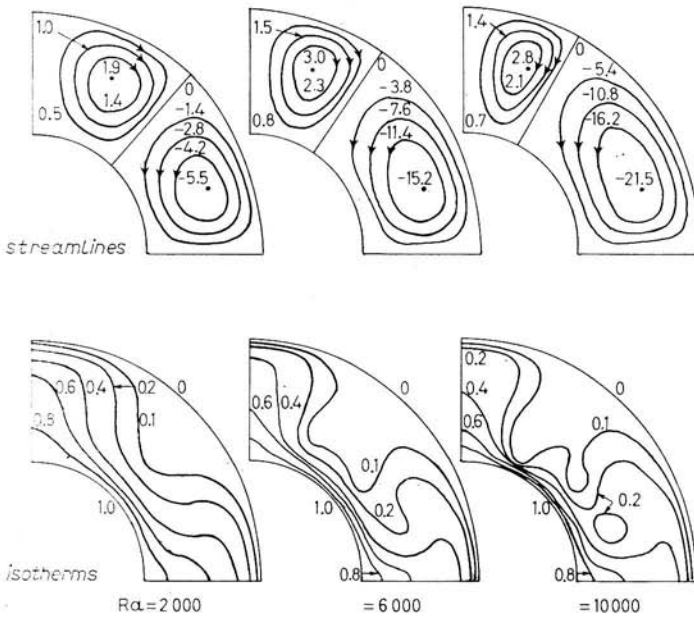 1.0 1.9 1.4 0.5 0 -1.4 -2.8 -4.2 -5.5
1.5 3.0 2.3 0.8 0 -3.8 -7.6 -11.4 -15.2
1.4 2.8 2.1 0.7 0 -5.4 -10.8 -16.2 -21.5
streamlines
0.8 0.6 0.4 0.2 0.1 0 1.0
0.6 0.4 0 0.1 0.2 1.0 0.8
0.2 0.4 0.6 0 0.1 0.2 1.0 0.8
isotherms
Ra = 2 000 = 6 000 = 10 000